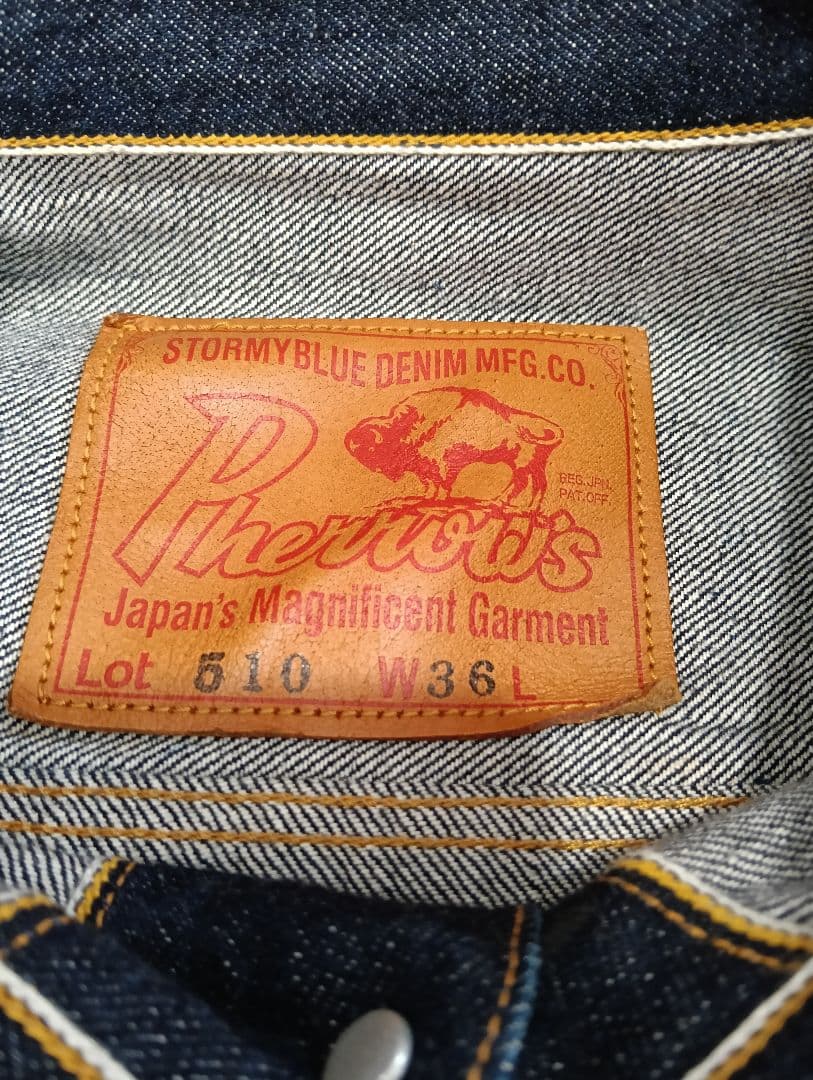 STORMYBLUE DENIM MFG.CO.
Pherrow's
REG.JPN.
PAT.OFF.
Japan's Magnificent Garment
Lot 510 W36 L